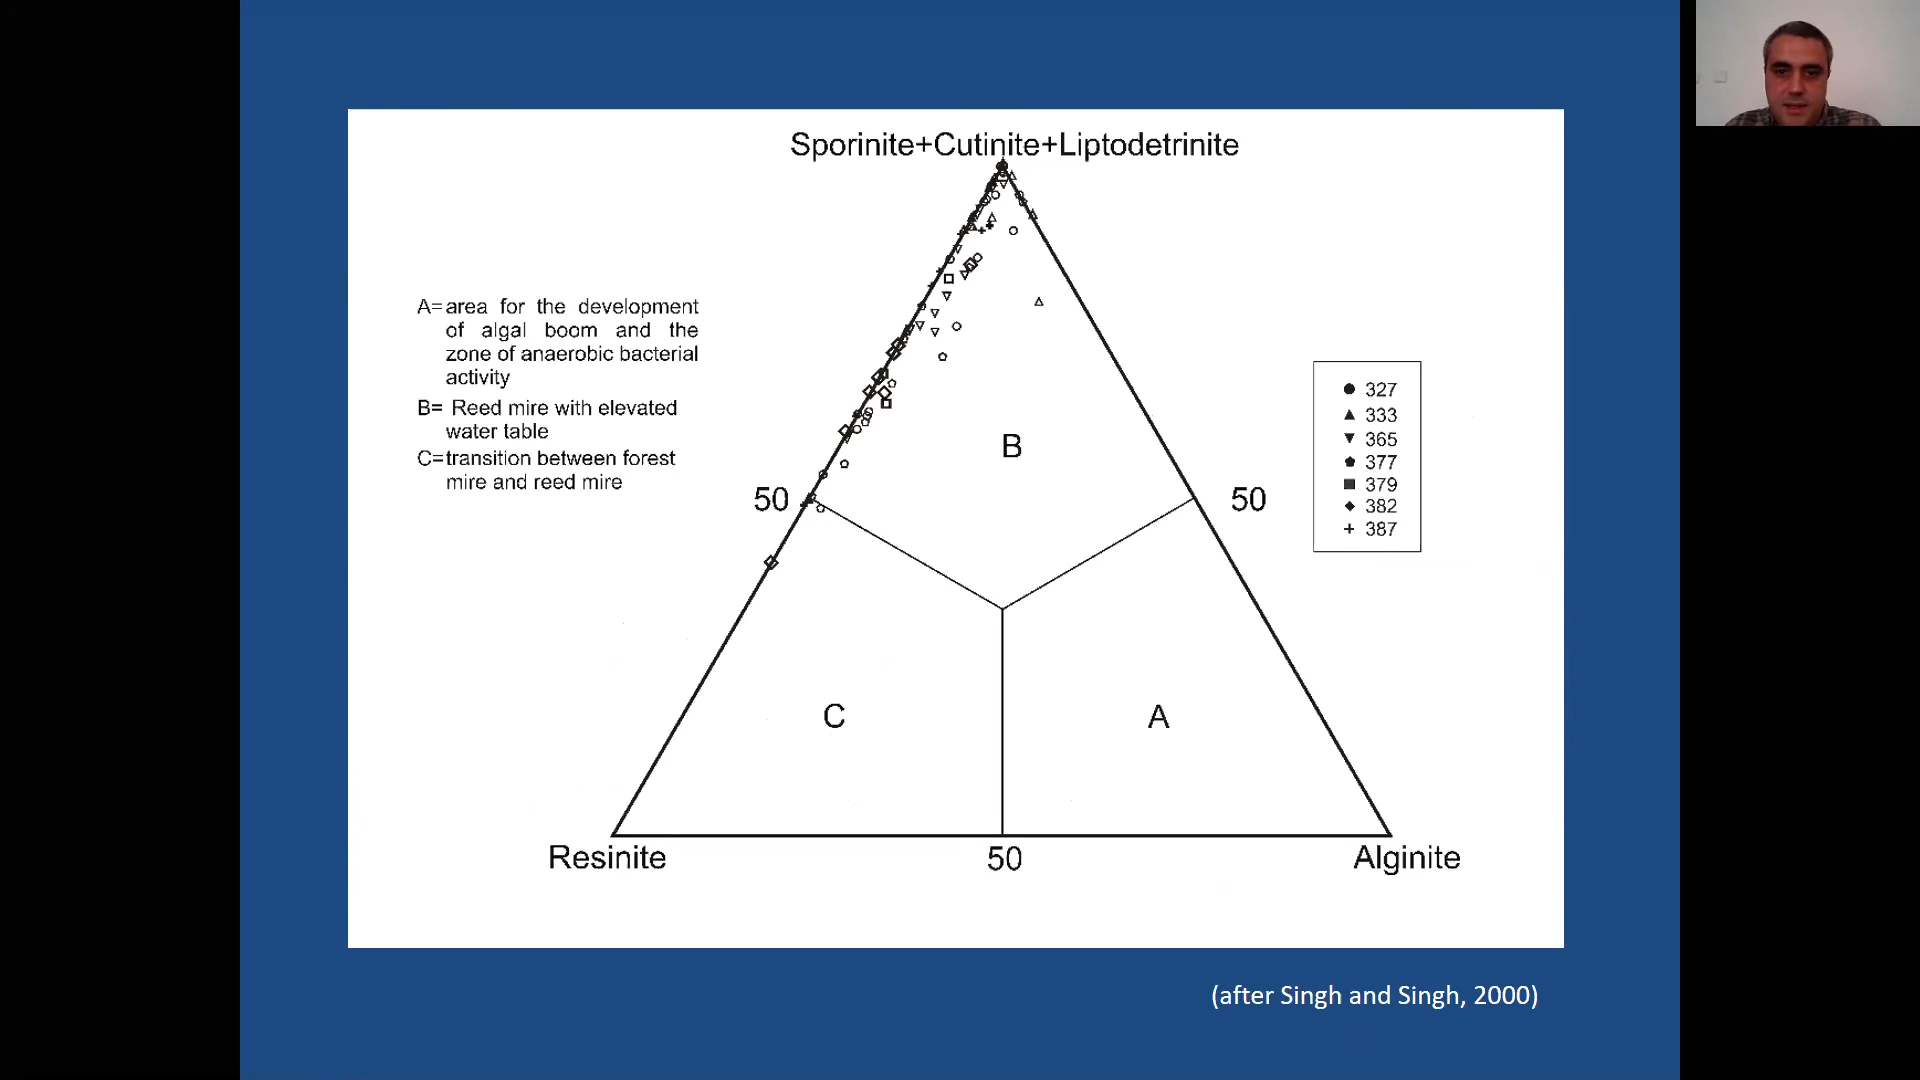 Sporinite+Cutinite+Liptodetrinite
A=area for the development
of algal boom and the
zone of anaerobic bacterial
activity
B= Reed mire with elevated
water table
C=transition between forest
mire and reed mire
327
333
365
377
379
382
387
B
50
50
C
A
Resinite
50
Alginite
(after Singh and Singh, 2000)